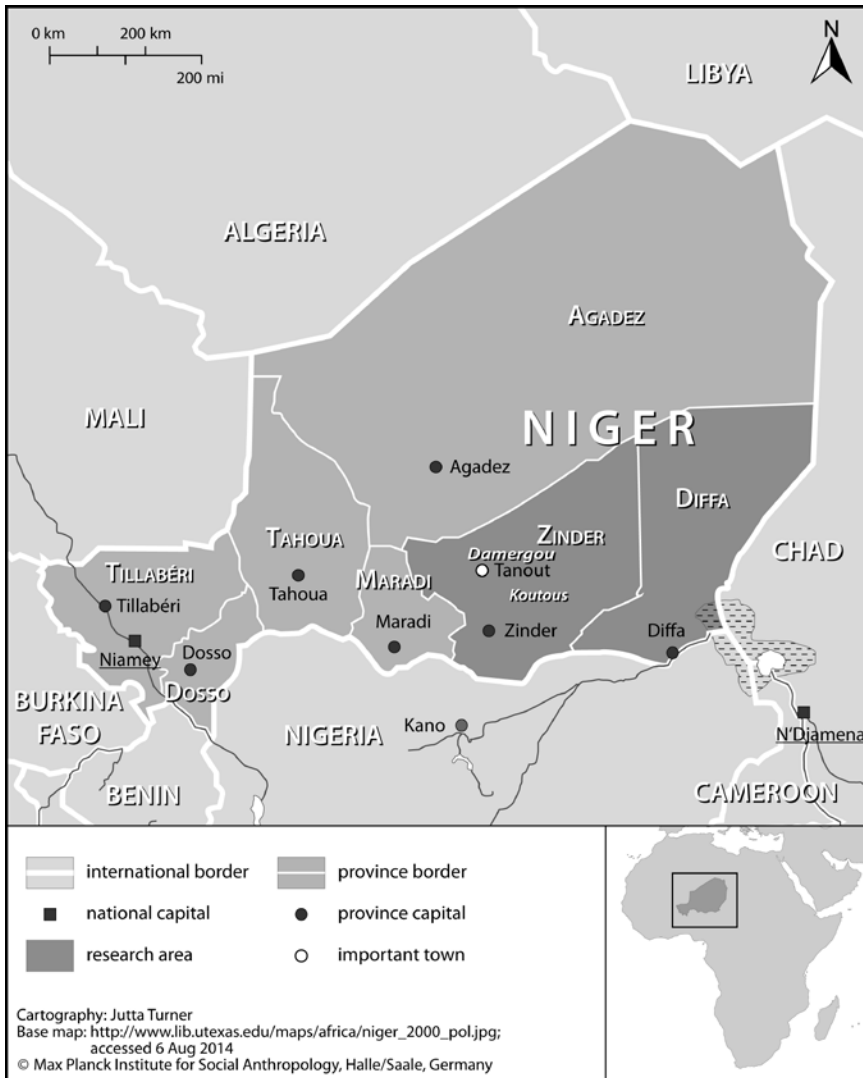 0 km 200 km
200 mi
N
LIBYA
ALGERIA
AGADEZ
MALI
NIGER
Agadez
DIFFA
ZINDER
TAHOUA
Damergou
CHAD
TILLABÉRI
Tanout
MARADI
Tahoua
Koutous
Tillabéri
Maradi
Zinder
Diffa
Niamey
Dosso
DOSSO
BURKINA
FASO
NIGERIA
Kano
N'Djamena
BENIN
CAMEROON
international border
province border
national capital
province capital
research area
important town
Cartography: Jutta Turner
Base map: http://www.lib.utexas.edu/maps/africa/niger_2000_pol.jpg;
accessed 6 Aug 2014
© Max Planck Institute for Social Anthropology, Halle/Saale, Germany